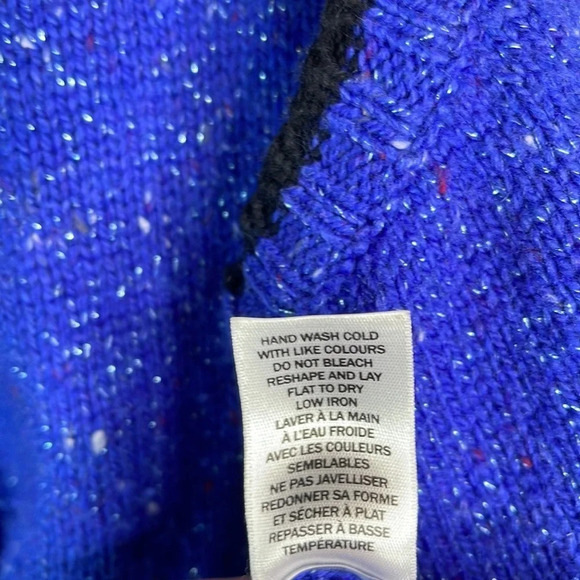 HAND WASH COLD
WITH LIKE COLOURS
DO NOT BLEACH
RESHAPE AND LAY
FLAT TO DRY
LOW IRON
LAVER À LA MAIN
À L'EAU FROIDE
AVEC LES COULEURS
SEMBLABLES
NE PAS JAVELLISER
REDONNER SA FORME
ET SÉCHER À PLAT
REPASSER À BASSE
TEMPÉRATURE